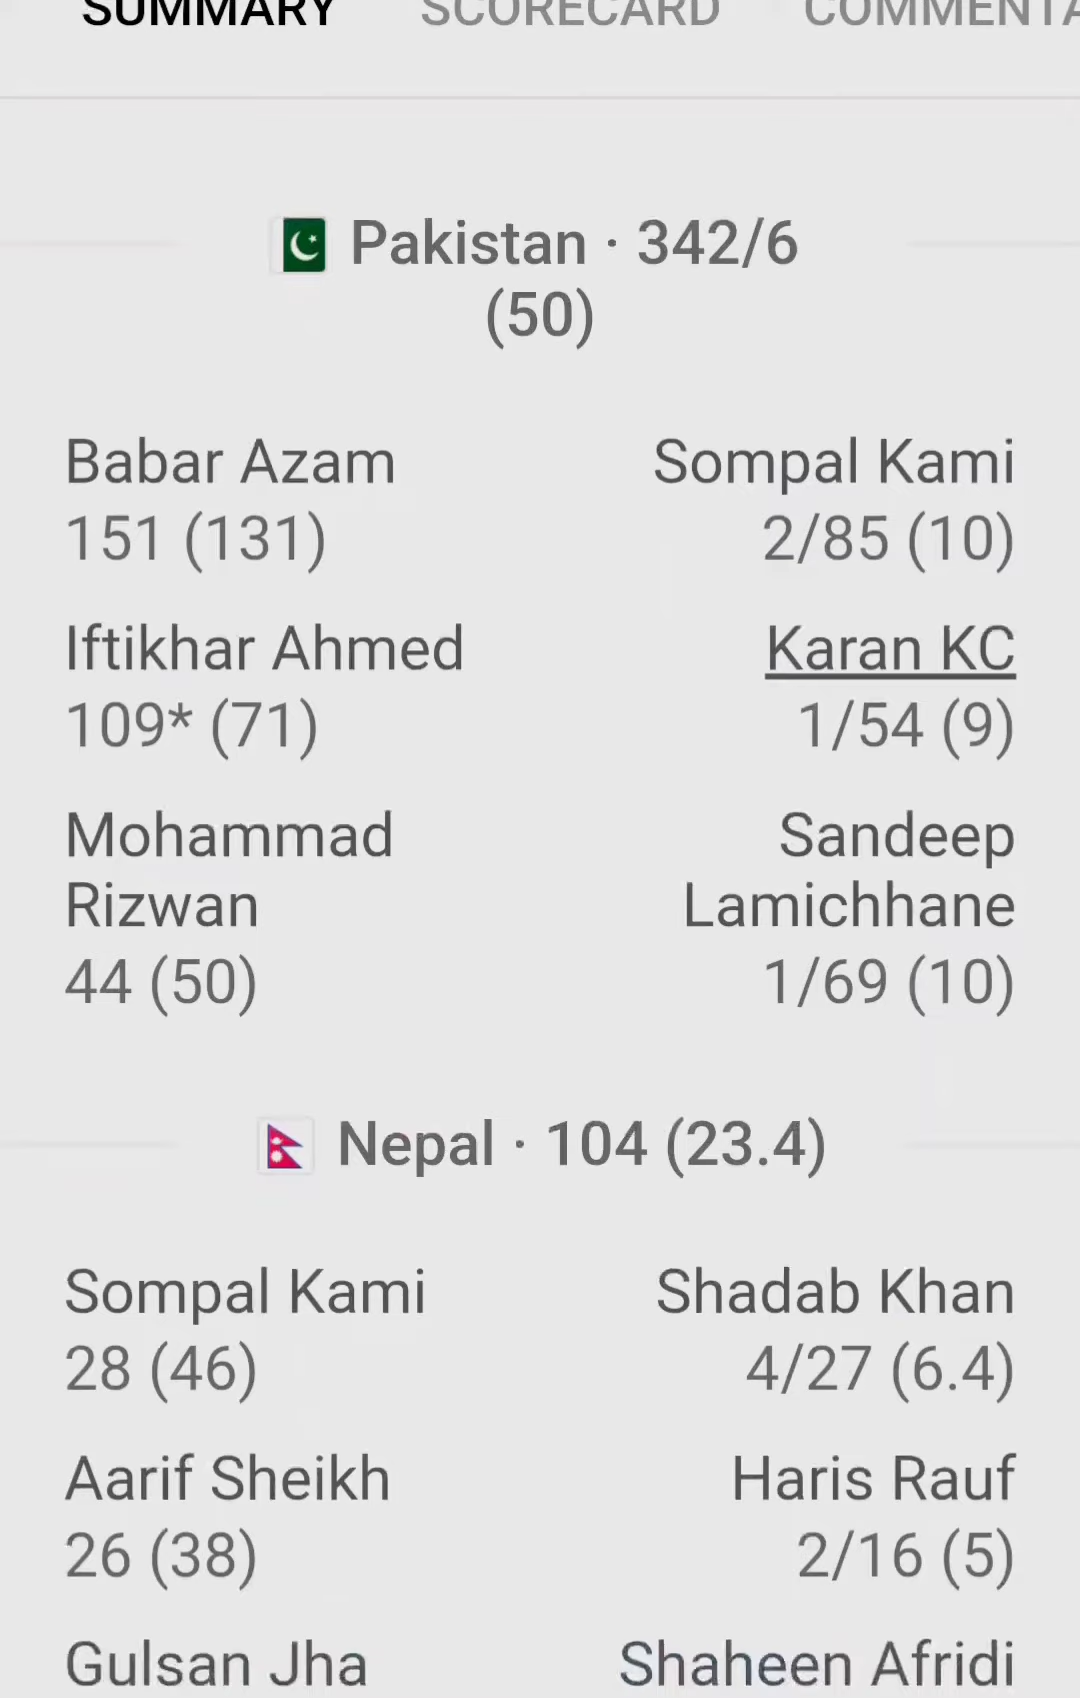 SUMMARY SCORECARD COMMENTA
Pakistan · 342/6
(50)
Babar Azam Sompal Kami
151 (131) 2/85 (10)
Iftikhar Ahmed Karan KC
109* (71) 1/54 (9)
Mohammad Sandeep
Rizwan Lamichhane
44 (50) 1/69 (10)
Nepal · 104 (23.4)
Sompal Kami Shadab Khan
28 (46) 4/27 (6.4)
Aarif Sheikh Haris Rauf
26 (38) 2/16 (5)
Gulsan Jha Shaheen Afridi